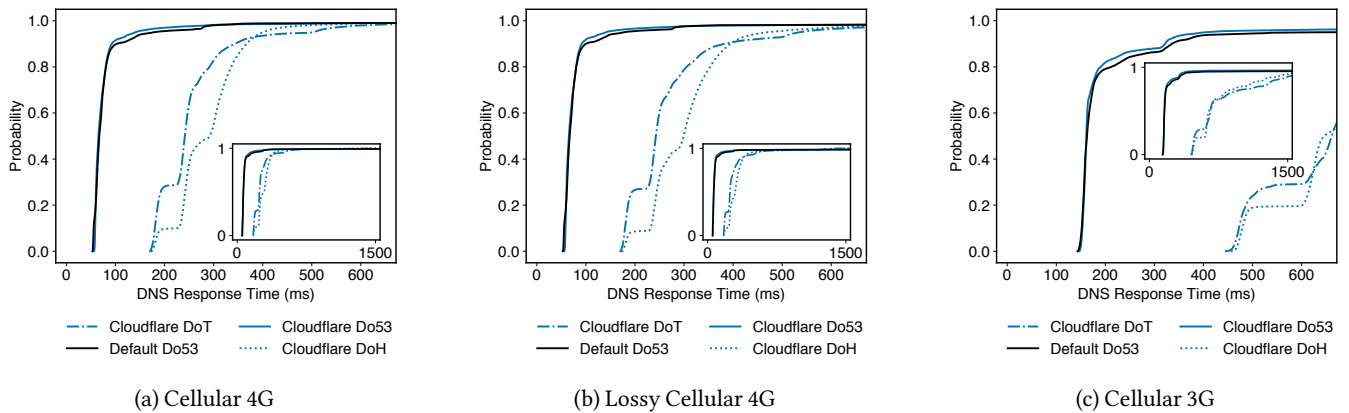 1.0
0.8
0.6
0.4
0.2
0.0
Probability
1
0
0 1500
0 100 200 300 400 500 600
DNS Response Time (ms)
Cloudflare DoT Cloudflare Do53
Default Do53 Cloudflare DoH
(a) Cellular 4G
1.0
0.8
0.6
0.4
0.2
0.0
Probability
1
0
0 1500
0 100 200 300 400 500 600
DNS Response Time (ms)
Cloudflare DoT Cloudflare Do53
Default Do53 Cloudflare DoH
(b) Lossy Cellular 4G
1.0
0.8
0.6
0.4
0.2
0.0
Probability
1
0
0 1500
0 100 200 300 400 500 600
DNS Response Time (ms)
Cloudflare DoT Cloudflare Do53
Default Do53 Cloudflare DoH
(c) Cellular 3G